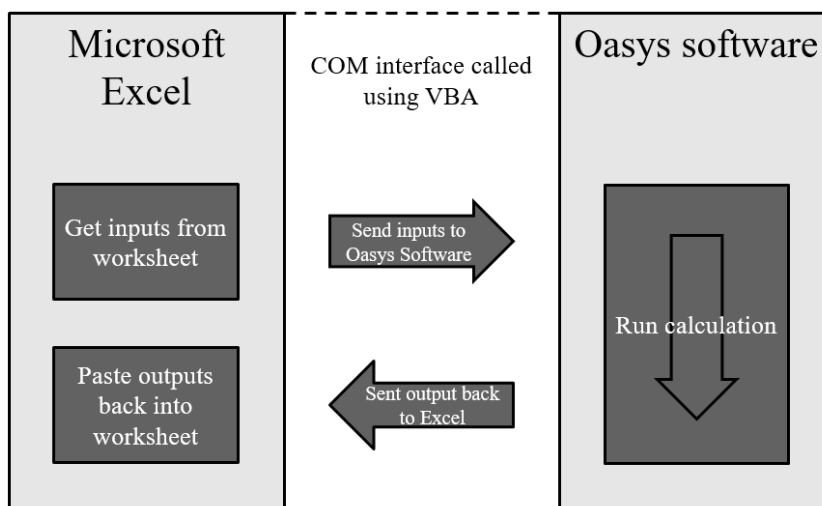 Microsoft
Excel
COM interface called
using VBA
Oasys software
Get inputs from
worksheet
Send inputs to
Oasys Software
Run calculation
Paste outputs
back into
worksheet
Sent output back
to Excel